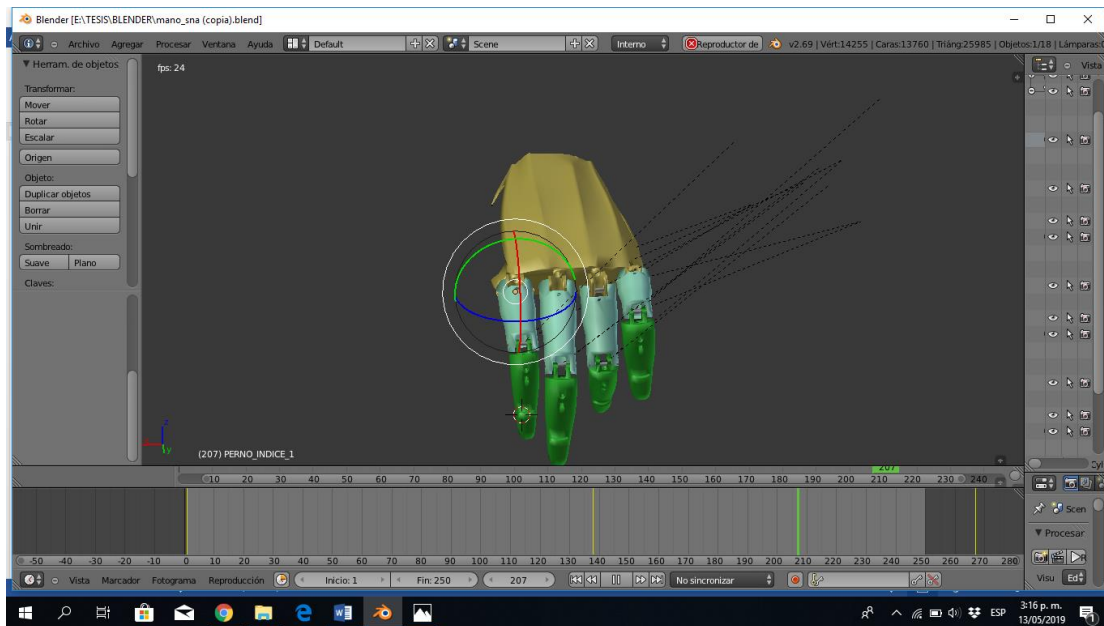 Blender [E:\TESIS\BLENDER\mano_sna (copia).blend]
Archivo Agregar Procesar Ventana Ayuda Default Scene Interno Reproductor de v2.69 | Vért:14255 | Caras:13760 | Triáng:25985 | Objetos:1/18 | Lámparas:
Herram. de objetos
fps: 24
Vista
Transformar:
Mover
Rotar
Escalar
Origen
Objeto:
Duplicar objetos
Borrar
Unir
Sombreado:
Suave Plano
Claves:
z
y
(207) PERNO_INDICE_1
Cyl
207
10 20 30 40 50 60 70 80 90 100 110 120 130 140 150 160 170 180 190 200 210 220 230 240
Scen
Procesar
-50 -40 -30 -20 -10 0 10 20 30 40 50 60 70 80 90 100 110 120 130 140 150 160 170 180 190 200 210 220 230 240 250 260 270 280
Vista Marcador Fotograma Reproducción Inicio: 1 Fin: 250 207 No sincronizar Visu Ed
ESP
3:16 p. m.
13/05/2019